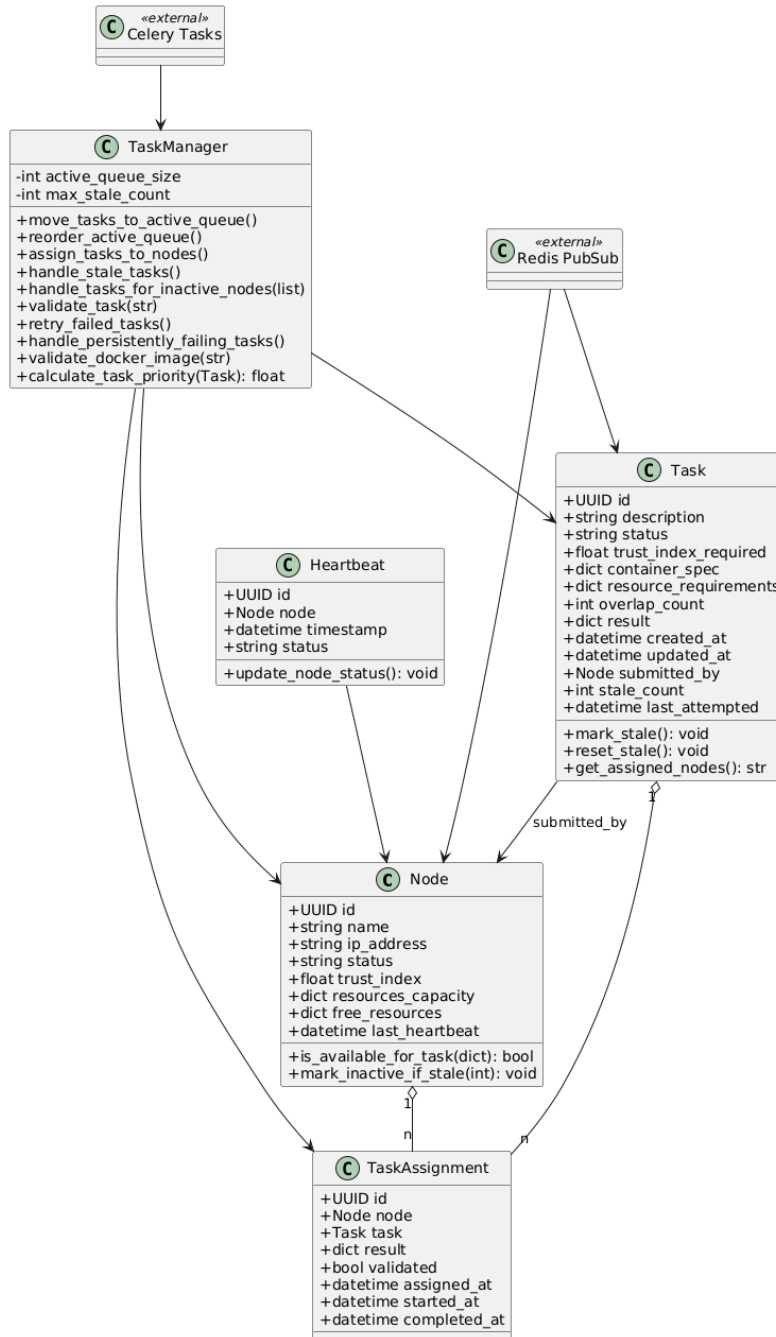 C
«external»
Celery Tasks
C
TaskManager
-int active_queue_size
-int max_stale_count
+move_tasks_to_active_queue()
+reorder_active_queue()
+assign_tasks_to_nodes()
+handle_stale_tasks()
+handle_tasks_for_inactive_nodes(list)
+validate_task(str)
+retry_failed_tasks()
+handle_persistently_failing_tasks()
+validate_docker_image(str)
+calculate_task_priority(Task): float
C
«external»
Redis PubSub
C
Task
+UUID id
+string description
+string status
+float trust_index_required
+dict container_spec
+dict resource_requirements
+int overlap_count
+dict result
+datetime created_at
+datetime updated_at
+Node submitted_by
+int stale_count
+datetime last_attempted
+mark_stale(): void
+reset_stale(): void
+get_assigned_nodes(): str
C
Heartbeat
+UUID id
+Node node
+datetime timestamp
+string status
+update_node_status(): void
1
submitted_by
C
Node
+UUID id
+string name
+string ip_address
+string status
+float trust_index
+dict resources_capacity
+dict free_resources
+datetime last_heartbeat
+is_available_for_task(dict): bool
+mark_inactive_if_stale(int): void
1
n
n
C
TaskAssignment
+UUID id
+Node node
+Task task
+dict result
+bool validated
+datetime assigned_at
+datetime started_at
+datetime completed_at